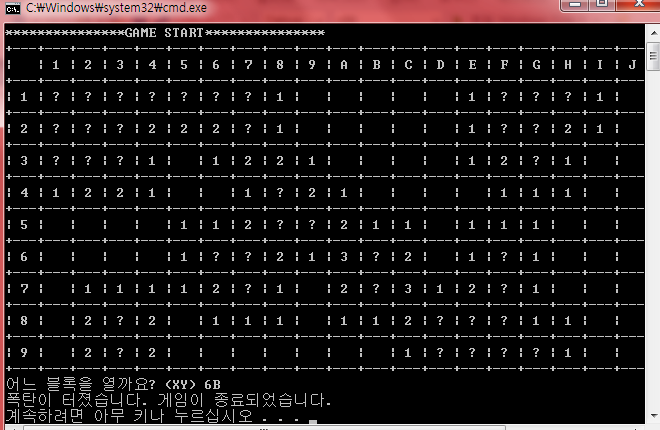 C:\Windows\system32\cmd.exe
***************GAME START***************
¦ ¦ 1 ¦ 2 ¦ 3 ¦ 4 ¦ 5 ¦ 6 ¦ 7 ¦ 8 ¦ 9 ¦ A ¦ B ¦ C ¦ D ¦ E ¦ F ¦ G ¦ H ¦ I ¦ J
¦ 1 ¦ ? ¦ ? ¦ ? ¦ ? ¦ ? ¦ ? ¦ ? ¦ 1 ¦ ¦ ¦ ¦ ¦ ¦ 1 ¦ ? ¦ ? ¦ ? ¦ 1 ¦
¦ 2 ¦ ? ¦ ? ¦ ? ¦ 2 ¦ 2 ¦ 2 ¦ ? ¦ 1 ¦ ¦ ¦ ¦ ¦ ¦ 1 ¦ ? ¦ ? ¦ 2 ¦ 1 ¦
¦ 3 ¦ ? ¦ ? ¦ ? ¦ 1 ¦ ¦ 1 ¦ 2 ¦ 2 ¦ 1 ¦ ¦ ¦ ¦ ¦ 1 ¦ 2 ¦ ? ¦ 1 ¦ ¦
¦ 4 ¦ 1 ¦ 2 ¦ 2 ¦ 1 ¦ ¦ ¦ 1 ¦ ? ¦ 2 ¦ 1 ¦ ¦ ¦ ¦ ¦ 1 ¦ 1 ¦ 1 ¦ ¦
¦ 5 ¦ ¦ ¦ ¦ ¦ 1 ¦ 1 ¦ 2 ¦ ? ¦ ? ¦ 2 ¦ 1 ¦ 1 ¦ ¦ 1 ¦ 1 ¦ 1 ¦ ¦ ¦
¦ 6 ¦ ¦ ¦ ¦ ¦ 1 ¦ ? ¦ ? ¦ 2 ¦ 1 ¦ 3 ¦ ? ¦ 2 ¦ ¦ 1 ¦ ? ¦ 1 ¦ ¦ ¦
¦ 7 ¦ ¦ 1 ¦ 1 ¦ 1 ¦ 1 ¦ 2 ¦ ? ¦ 1 ¦ ¦ 2 ¦ ? ¦ 3 ¦ 1 ¦ 2 ¦ ? ¦ 1 ¦ ¦ ¦
¦ 8 ¦ ¦ 2 ¦ ? ¦ 2 ¦ ¦ 1 ¦ 1 ¦ 1 ¦ ¦ 1 ¦ 1 ¦ 2 ¦ ? ¦ ? ¦ ? ¦ 1 ¦ 1 ¦ ¦
¦ 9 ¦ ¦ 2 ¦ ? ¦ 2 ¦ ¦ ¦ ¦ ¦ ¦ ¦ ¦ 1 ¦ ? ¦ ? ¦ ? ¦ ? ¦ 1 ¦ ¦
어느 블록을 열까요? (XY) 6B
폭탄이 터졌습니다. 게임이 종료되었습니다.
계속하려면 아무 키나 누르십시오 . . .